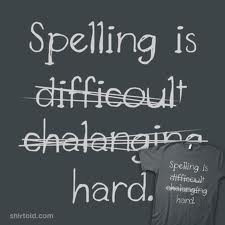 Spelling is
difficoult
chalanging
hard.
Spelling is
difficoult
chalanging
hard.
shirtoid.com